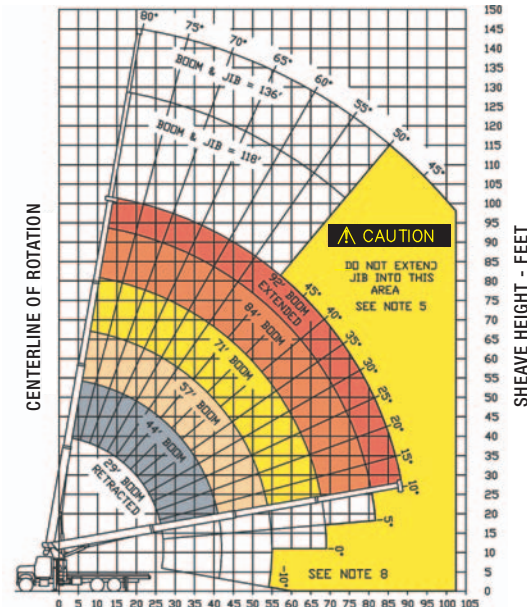 80°
75°
70°
65°
60°
55°
50°
45°
BOOM & JIB = 136'
BOOM & JIB = 118'
CENTERLINE OF ROTATION
SHEAVE HEIGHT - FEET
150
145
140
135
130
125
120
115
110
105
100
95
90
85
80
75
70
65
60
55
50
45
40
35
30
25
20
15
10
5
0
⚠ CAUTION
DO NOT EXTEND
JIB INTO THIS
AREA
SEE NOTE 5
92' BOOM
EXTENDED
84' BOOM
71' BOOM
57' BOOM
44' BOOM
29' BOOM
RETRACTED
45°
40°
35°
30°
25°
20°
15°
10°
5°
0°
-10°
SEE NOTE 8
0 5 10 15 20 25 30 35 40 45 50 55 60 65 70 75 80 85 90 95 100 105